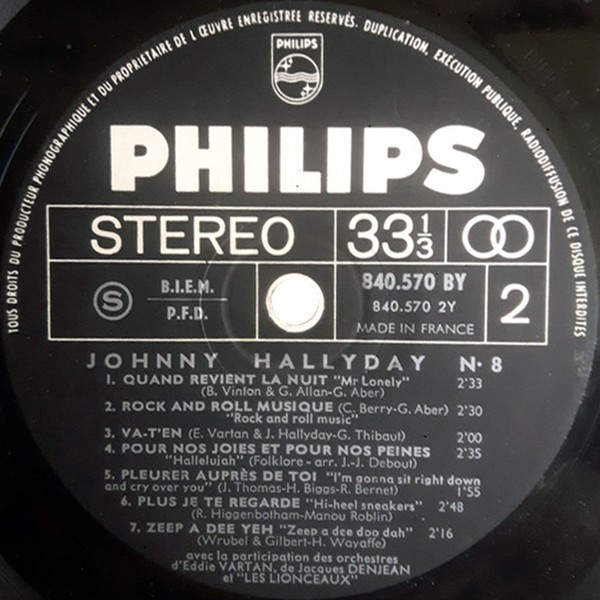 TOUS DROITS DU PRODUCTEUR PHONOGRAPHIQUE ET DU PROPRIETAIRE DE L'ŒUVRE ENREGISTREE RESERVÉS. DUPLICATION, EXÉCUTION PUBLIQUE, RADIODIFFUSION DE CE DISQUE INTERDITES
PHILIPS
PHILIPS
STEREO 33 1/3
S B.I.E.M. 840.570 BY 2
P.F.D. 840.570 2Y
MADE IN FRANCE
JOHNNY HALLYDAY N· 8
1. QUAND REVIENT LA NUIT "Mr Lonely" 2'33
(B. Vinton & G. Allan-G. Aber)
2. ROCK AND ROLL MUSIQUE (C. Berry-G. Aber) 2'30
"Rock and roll music"
3. VA-T'EN (E. Vartan & J. Hallyday-G. Thibaut) 2'00
4. POUR NOS JOIES ET POUR NOS PEINES 2'35
"Hallelujah" (Folklore - arr. J.-J. Debout)
5. PLEURER AUPRÈS DE TOI "I'm gonna sit right down
and cry over you" (J. Thomas-H. Biggs-R. Bernet) 1'55
6. PLUS JE TE REGARDE "Hi-heel sneakers" 2'48
(R. Higgenbotham-Manou Roblin)
7. ZEEP A DEE YEH "Zeep a dee doo dah" 2'16
(Wrubel & Gilbert-H. Wayaffe)
avec la participation des orchestres
d'Eddie VARTAN, de Jacques DENJEAN
et "LES LIONCEAUX"